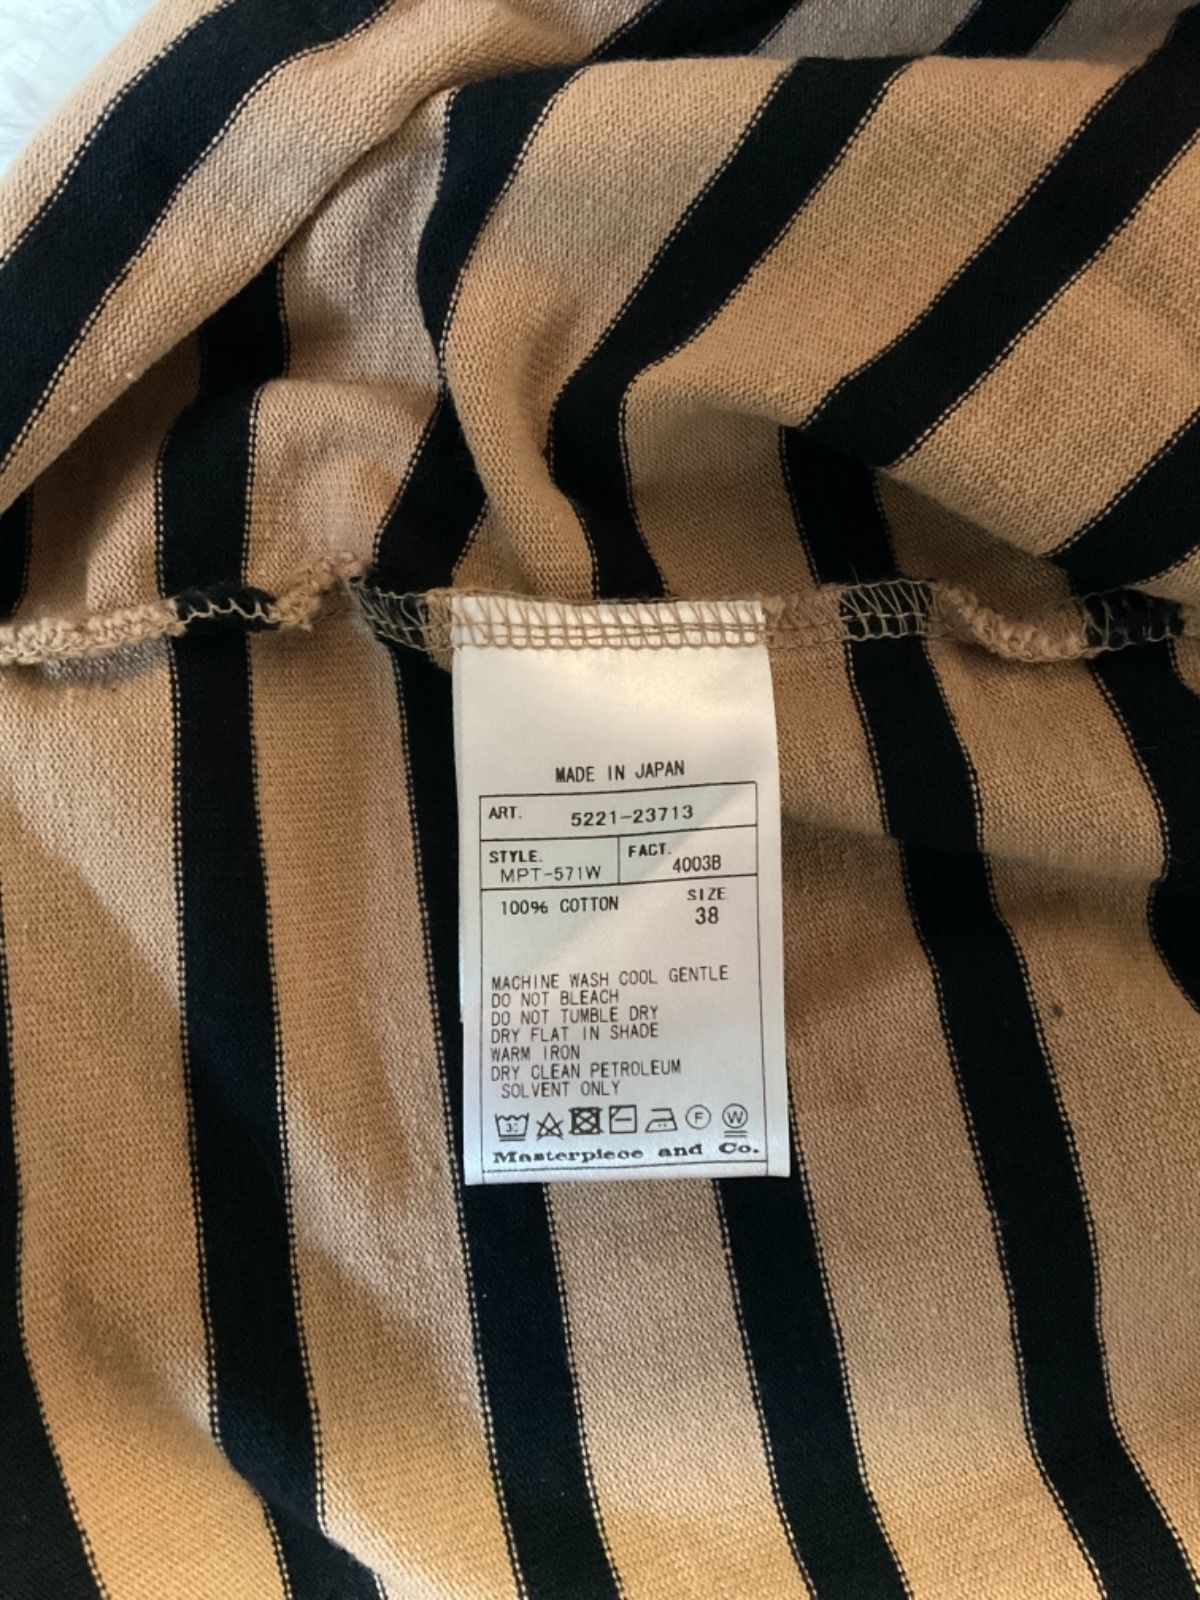 MADE IN JAPAN
ART. 5221-23713
STYLE. MPT-571W FACT. 4003B
100% COTTON SIZE 38
MACHINE WASH COOL GENTLE
DO NOT BLEACH
DO NOT TUMBLE DRY
DRY FLAT IN SHADE
WARM IRON
DRY CLEAN PETROLEUM
SOLVENT ONLY
F W
Masterpiece and Co.